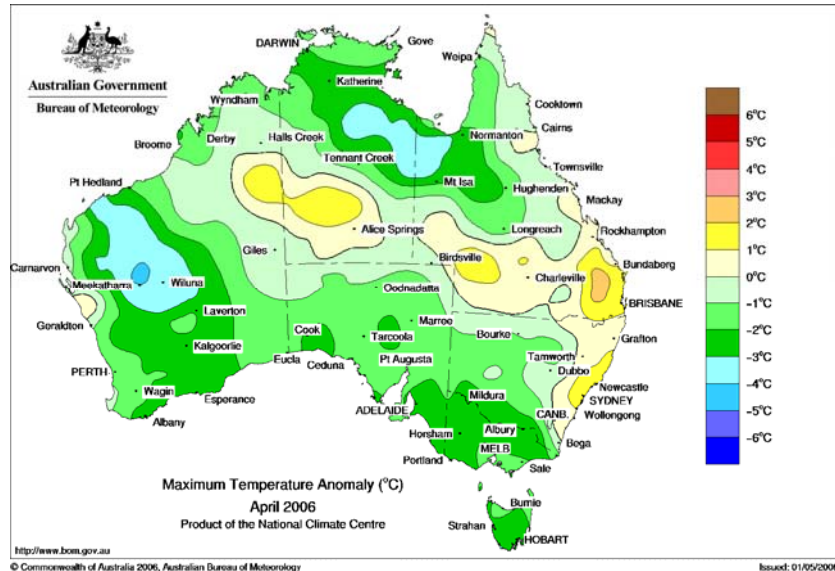 Australian Government
Bureau of Meteorology
DARWIN
Gove
Weipa
Katherine
Wyndham
Cooktown
Cairns
Normanton
Derby
Halls Creek
Broome
Tennant Creek
Townsville
Pt Hedland
Mt Isa
Hughenden
Mackay
Longreach
Rockhampton
Alice Springs
Giles
Birdsville
Bundaberg
Carnarvon
Charleville
Meekatharra
Wiluna
Oodnadatta
BRISBANE
Laverton
Marree
Geraldton
Cook
Tarcoola
Bourke
Grafton
Kalgoorlie
Eucla
Ceduna
Pt Augusta
Tamworth
Dubbo
PERTH
Newcastle
Wagin
Esperance
Mildura
SYDNEY
ADELAIDE
CANB.
Wollongong
Albany
Horsham
Albury
Bega
Portland
MELB
Sale
Burnie
Strahan
HOBART
6°C
5°C
4°C
3°C
2°C
1°C
0°C
-1°C
-2°C
-3°C
-4°C
-5°C
-6°C
Maximum Temperature Anomaly (°C)
April 2006
Product of the National Climate Centre
http://www.bom.gov.au
© Commonwealth of Australia 2006, Australian Bureau of Meteorology
Issued: 01/05/2006